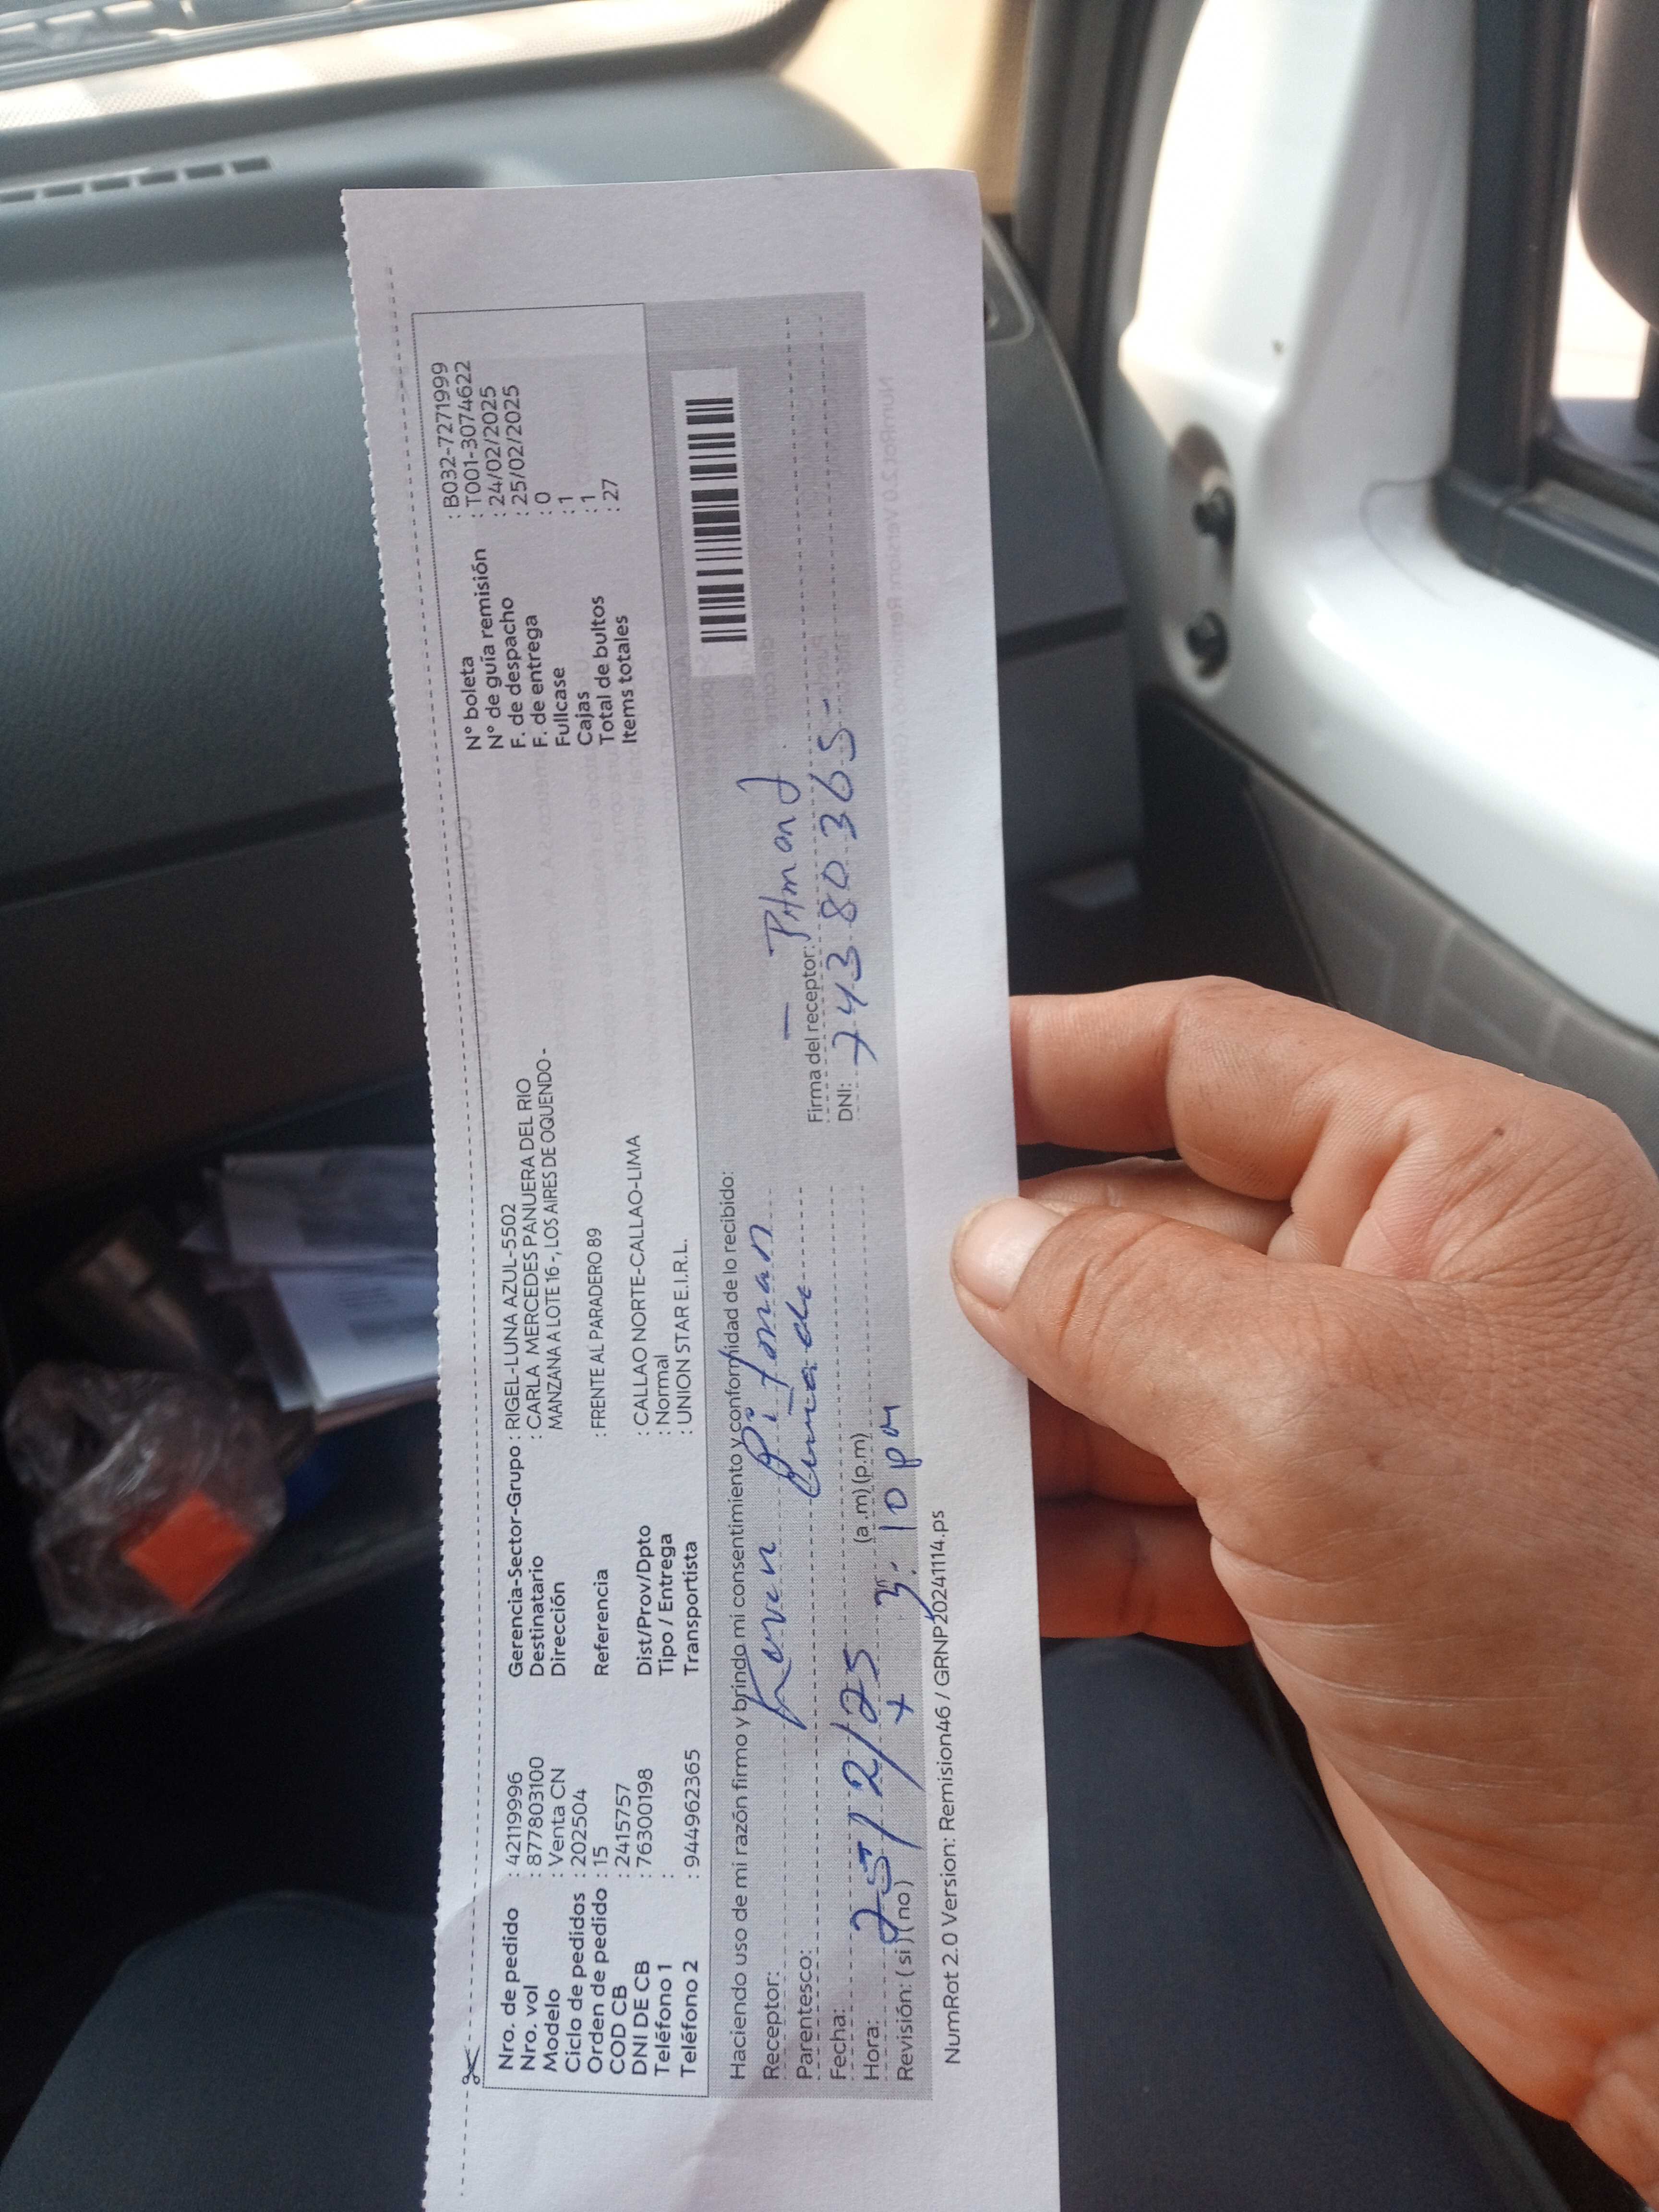 Nro. de pedido : 42119996
Nro. vol : 877803100
Modelo : Venta CN
Ciclo de pedidos : 202504
Orden de pedido : 15
COD CB : 2415757
DNI DE CB : 76300198
Teléfono 1 :
Teléfono 2 : 944962365
Gerencia-Sector-Grupo : RIGEL-LUNA AZUL-5502
Destinatario : CARLA MERCEDES PANUERA DEL RIO
Dirección MANZANA A LOTE 16 -, LOS AIRES DE OQUENDO -
Referencia : FRENTE AL PARADERO 89
Dist/Prov/Dpto : CALLAO NORTE-CALLAO-LIMA
Tipo / Entrega : Normal
Transportista : UNION STAR E.I.R.L.
N° boleta : B032-7271999
N° de guía remisión : T001-3074622
F. de despacho : 24/02/2025
F. de entrega : 25/02/2025
Fullcase : 0
Cajas : 1
Total de bultos : 1
Items totales : 27
Haciendo uso de mi razón firmo y brindo mi consentimiento y conformidad de lo recibido:
Receptor: Keven Pitman
Parentesco:
Fecha: 25/2/25
Hora: (a.m) (p.m) 3:10 pm
Revisión: ( si ) ( no )
Firma del receptor: Pitman
DNI: 74380365-
NumRot 2.0 Version: Remision46 / GRNP20241114.ps